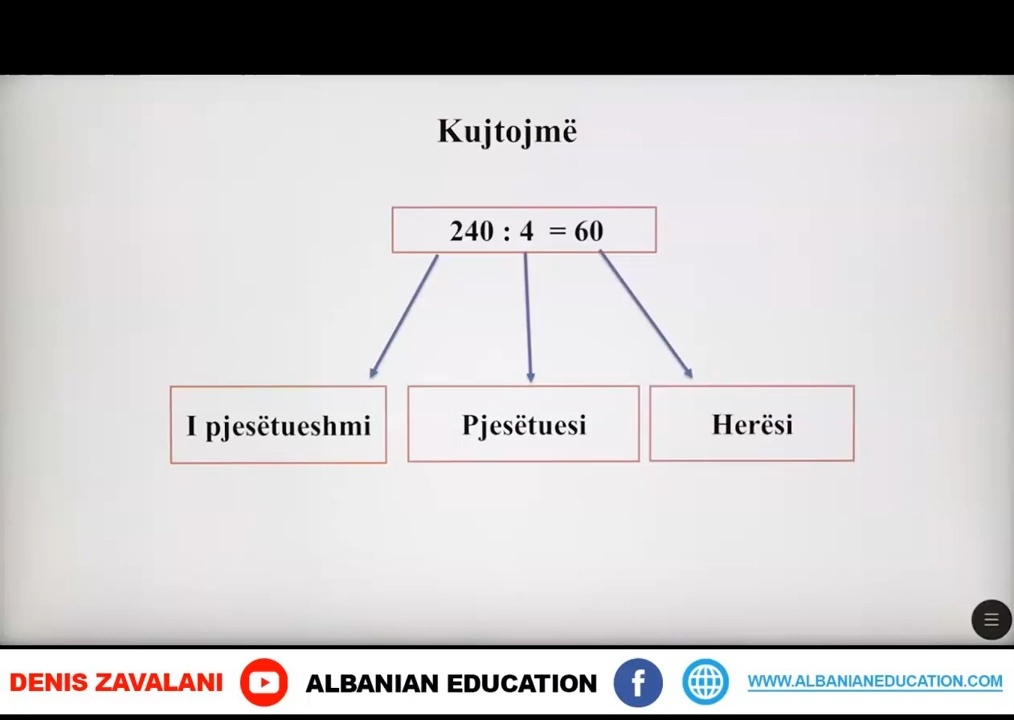 Kujtojmë
240 : 4 = 60
I pjesëtueshmi
Pjesëtuesi
Herësi
DENIS ZAVALANI
ALBANIAN EDUCATION
f
WWW.ALBANIANEDUCATION.COM